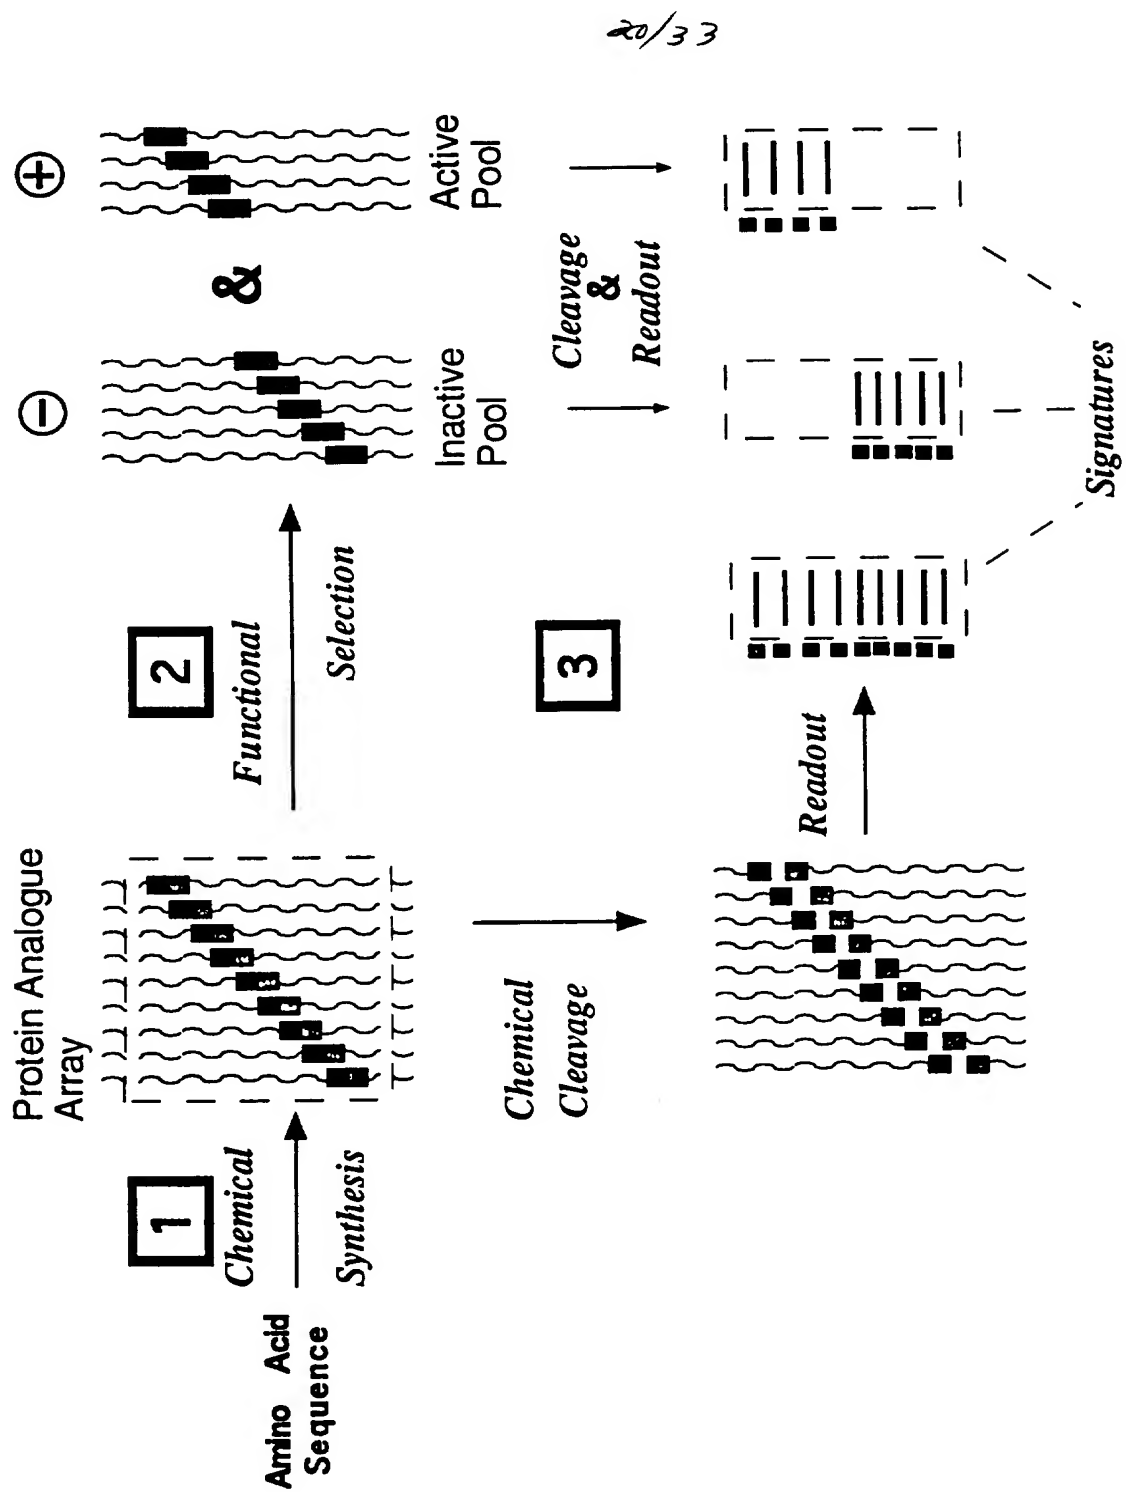 20/33
Protein Analogue
Array
1
Chemical
Synthesis
Amino Acid
Sequence
2
Functional
Selection
−
Inactive
Pool
&
+
Active
Pool
Chemical
Cleavage
3
Readout
Cleavage
&
Readout
Signatures